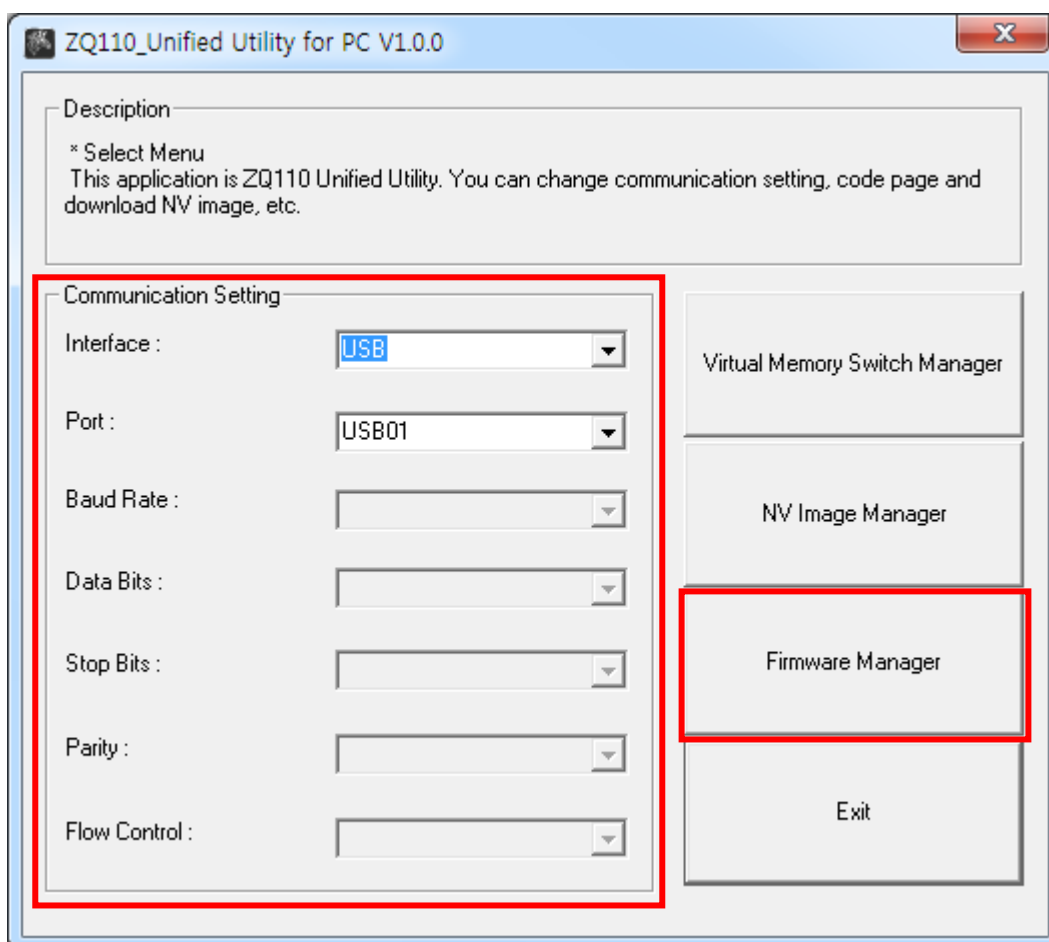 ZQ110_Unified Utility for PC V1.0.0
Description
* Select Menu
This application is ZQ110 Unified Utility. You can change communication setting, code page and
download NV image, etc.
Communication Setting
Interface : USB
Port : USB01
Baud Rate :
Data Bits :
Stop Bits :
Parity :
Flow Control :
Virtual Memory Switch Manager
NV Image Manager
Firmware Manager
Exit